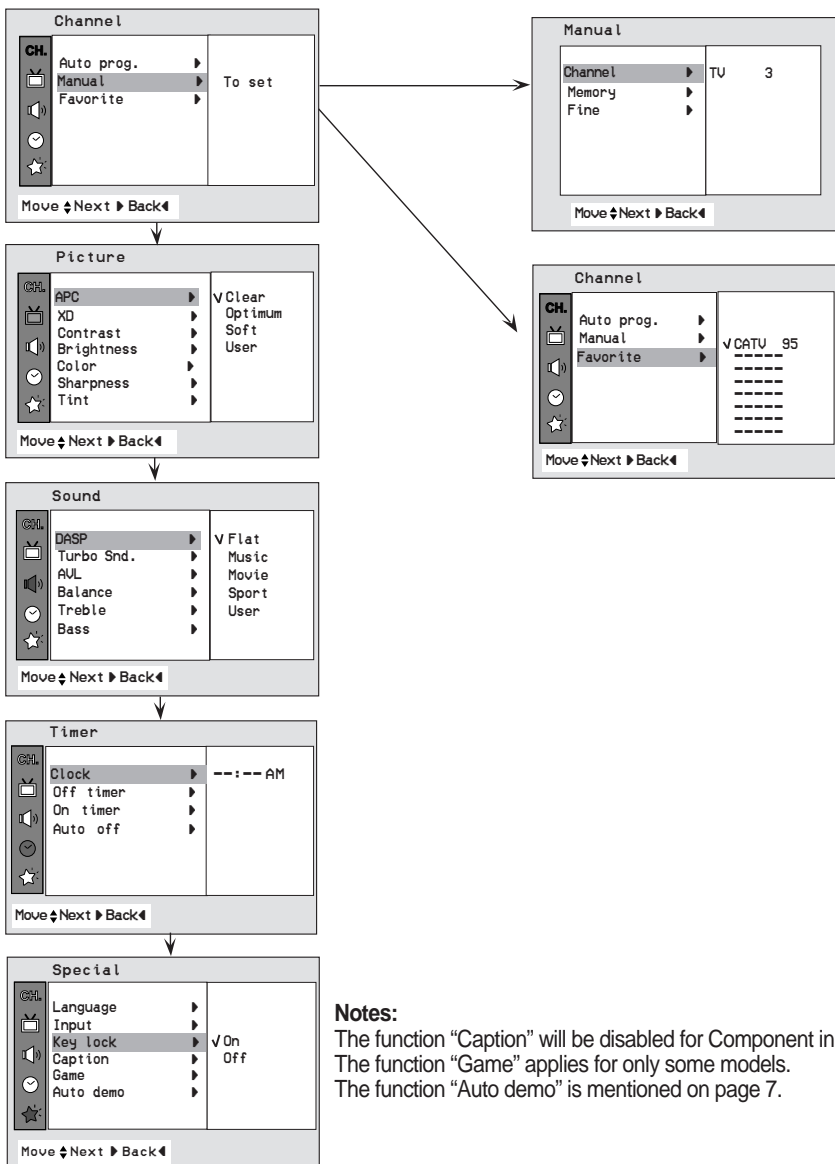 Channel
CH.
Auto prog.
Manual To set
Favorite
Move Next Back
Manual
Channel TV 3
Memory
Fine
Move Next Back
Picture
CH.
APC √ Clear
XD Optimum
Contrast Soft
Brightness User
Color
Sharpness
Tint
Move Next Back
Channel
CH.
Auto prog.
Manual √ CATV 95
Favorite -----
-----
-----
-----
-----
-----
Move Next Back
Sound
CH.
DASP √ Flat
Turbo Snd. Music
AVL Movie
Balance Sport
Treble User
Bass
Move Next Back
Timer
CH.
Clock --:-- AM
Off timer
On timer
Auto off
Move Next Back
Special
CH.
Language
Input
Key lock √ On
Caption Off
Game
Auto demo
Move Next Back
Notes:
The function “Caption” will be disabled for Component in
The function “Game” applies for only some models.
The function “Auto demo” is mentioned on page 7.